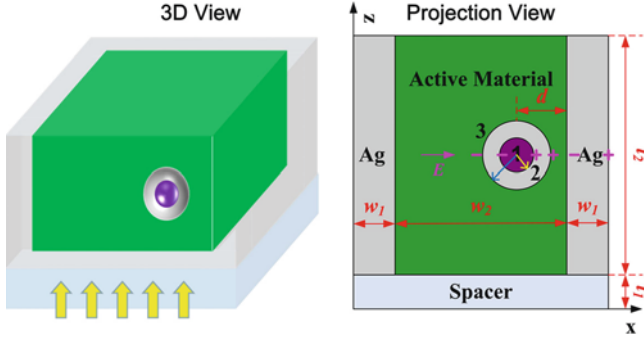 3D View
Projection View
z
Active Material
d
3
1
Ag
Ag
E
2
t₂
w₁
w₂
w₁
Spacer
t₁
x